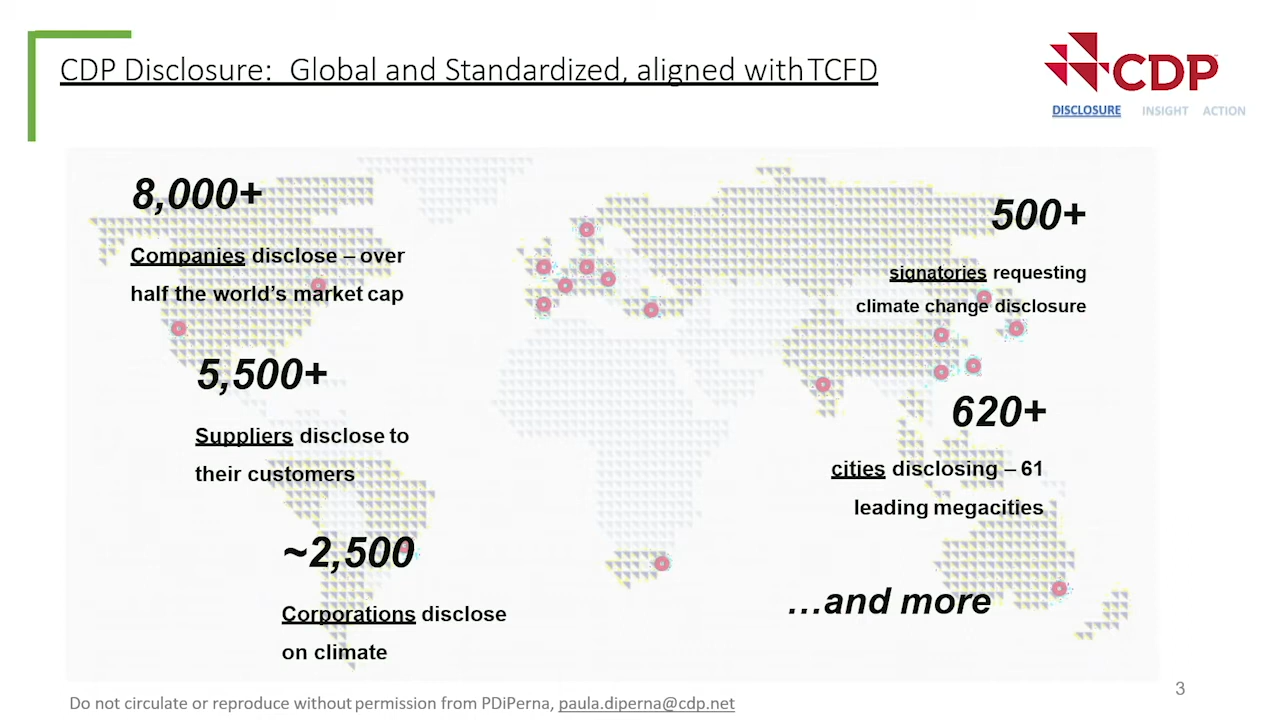 CDP Disclosure: Global and Standardized, aligned with TCFD
CDP
DISCLOSURE INSIGHT ACTION
8,000+
Companies disclose – over
half the world's market cap
5,500+
Suppliers disclose to
their customers
~2,500
Corporations disclose
on climate
500+
signatories requesting
climate change disclosure
620+
cities disclosing – 61
leading megacities
...and more
Do not circulate or reproduce without permission from PDiPerna, paula.diperna@cdp.net
3